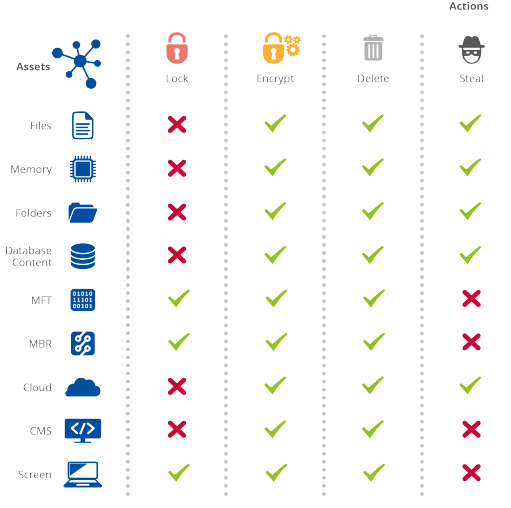 Actions
Assets
Lock
Encrypt
Delete
Steal
Files
Memory
Folders
Database
Content
MFT
01010
11101
00101
MBR
Cloud
CMS
</>
Screen